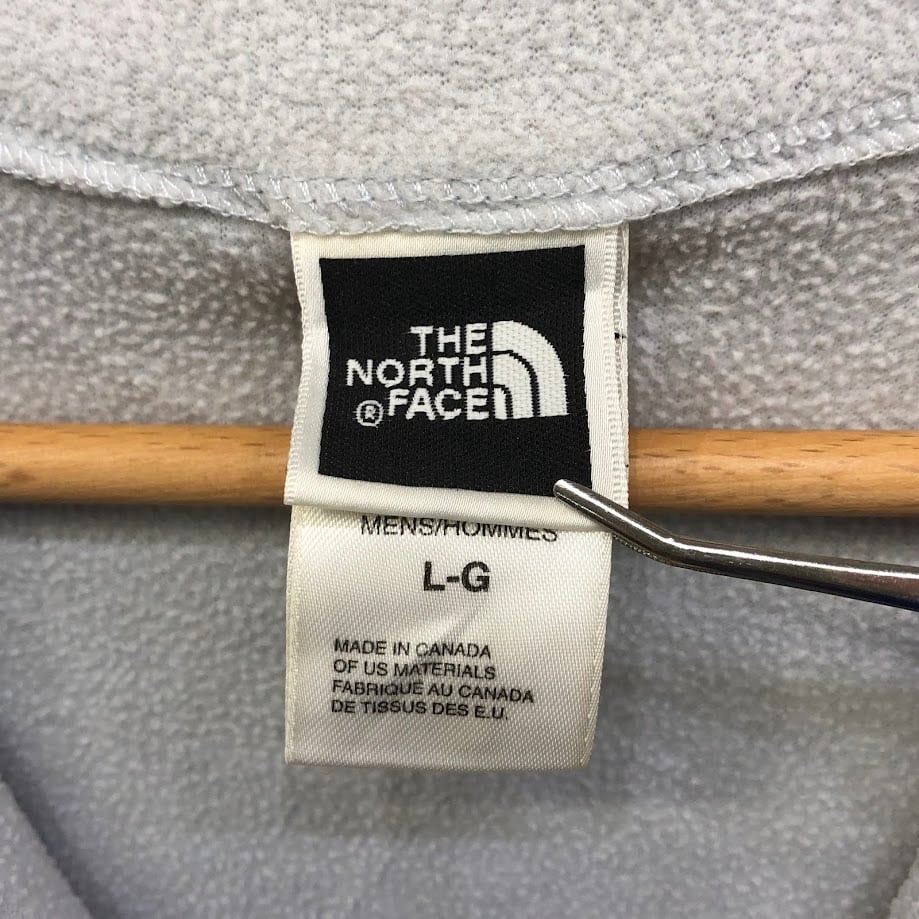 THE
NORTH
® FACE
MENS/HOMMES
L-G
MADE IN CANADA
OF US MATERIALS
FABRIQUE AU CANADA
DE TISSUS DES E.U.